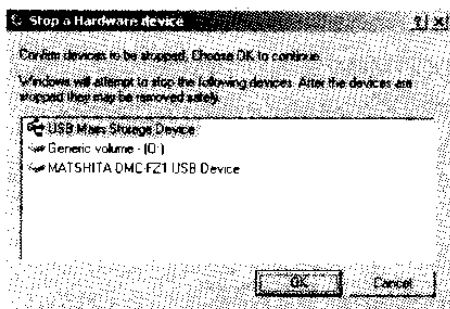 Stop a Hardware device
Confirm devices to be stopped, Choose OK to continue.
Windows will attempt to stop the following devices. After the devices are
stopped they may be removed safely.
USB Mass Storage Device
Generic volume - (D:)
MATSHITA DMC-FZ1 USB Device
OK
Cancel